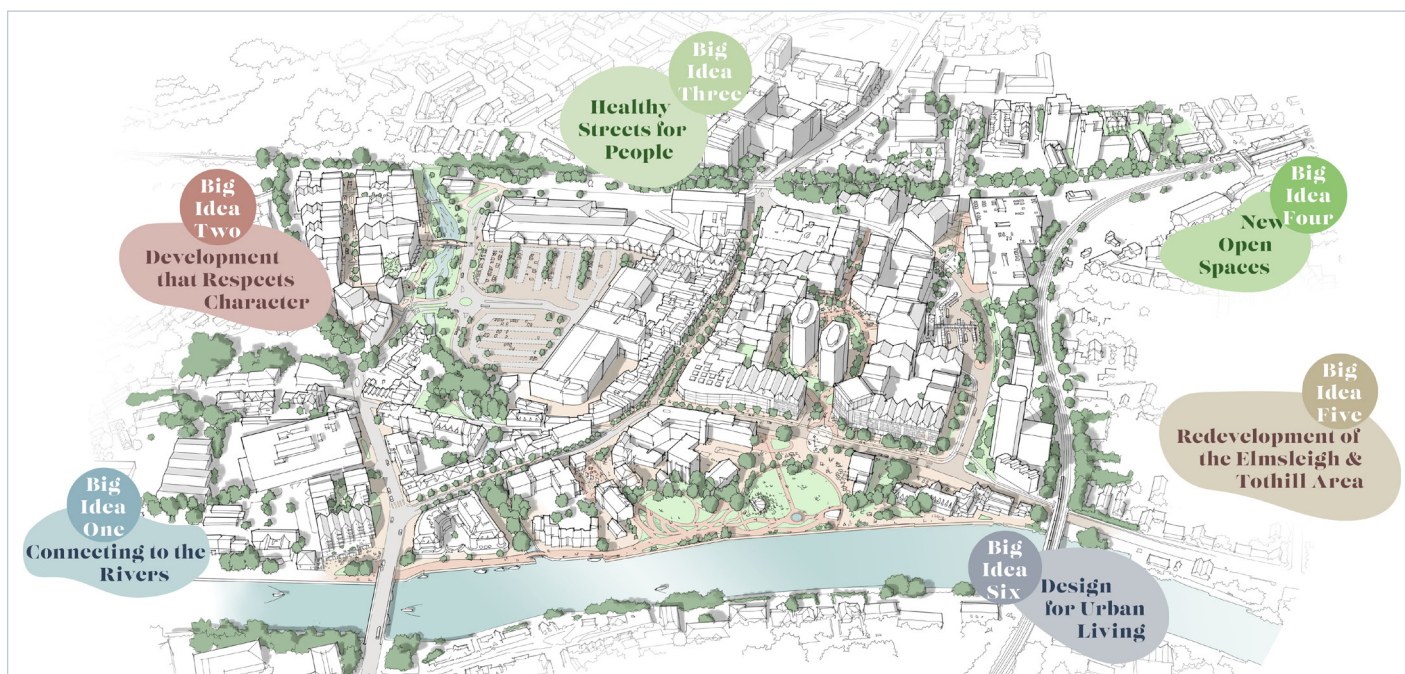 Big
Idea
Three
Healthy
Streets for
People
Big
Idea
Two
Development
that Respects
Character
Big
Idea
Four
New
Open
Spaces
Big
Idea
Five
Redevelopment of
the Elmsleigh &
Tothill Area
Big
Idea
One
Connecting to the
Rivers
Big
Idea
Six
Design
for Urban
Living